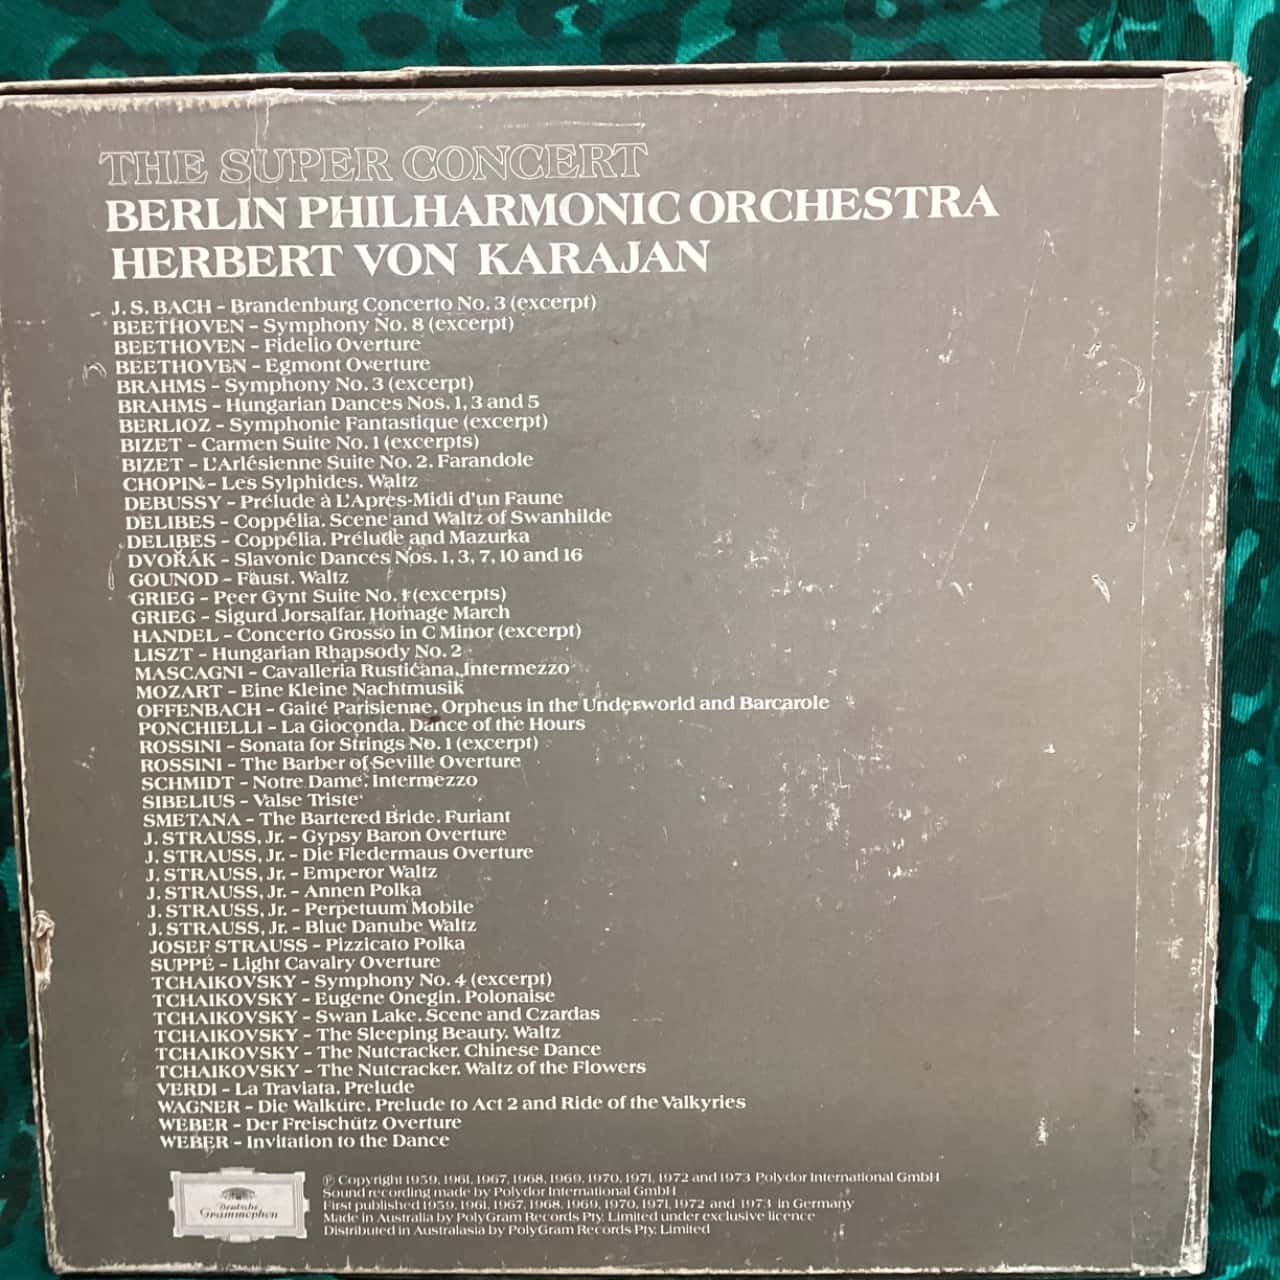 THE SUPER CONCERT
BERLIN PHILHARMONIC ORCHESTRA
HERBERT VON KARAJAN
J. S. BACH – Brandenburg Concerto No. 3 (excerpt)
BEETHOVEN – Symphony No. 8 (excerpt)
BEETHOVEN – Fidelio Overture
BEETHOVEN – Egmont Overture
BRAHMS – Symphony No. 3 (excerpt)
BRAHMS – Hungarian Dances Nos. 1, 3 and 5
BERLIOZ – Symphonie Fantastique (excerpt)
BIZET – Carmen Suite No. 1 (excerpts)
BIZET – L'Arlésienne Suite No. 2. Farandole
CHOPIN – Les Sylphides. Waltz
DEBUSSY – Prélude à L'Apres-Midi d'un Faune
DELIBES – Coppélia. Scene and Waltz of Swanhilde
DELIBES – Coppélia. Prélude and Mazurka
DVOŘÁK – Slavonic Dances Nos. 1, 3, 7, 10 and 16
GOUNOD – Faust. Waltz
GRIEG – Peer Gynt Suite No. 1 (excerpts)
GRIEG – Sigurd Jorsalfar. Homage March
HANDEL – Concerto Grosso in C Minor (excerpt)
LISZT – Hungarian Rhapsody No. 2
MASCAGNI – Cavalleria Rusticana. Intermezzo
MOZART – Eine Kleine Nachtmusik
OFFENBACH – Gaité Parisienne. Orpheus in the Underworld and Barcarole
PONCHIELLI – La Gioconda. Dance of the Hours
ROSSINI – Sonata for Strings No. 1 (excerpt)
ROSSINI – The Barber of Seville Overture
SCHMIDT – Notre Dame. Intermezzo
SIBELIUS – Valse Triste
SMETANA – The Bartered Bride. Furiant
J. STRAUSS, Jr. – Gypsy Baron Overture
J. STRAUSS, Jr. – Die Fledermaus Overture
J. STRAUSS, Jr. – Emperor Waltz
J. STRAUSS, Jr. – Annen Polka
J. STRAUSS, Jr. – Perpetuum Mobile
J. STRAUSS, Jr. – Blue Danube Waltz
JOSEF STRAUSS – Pizzicato Polka
SUPPÉ – Light Cavalry Overture
TCHAIKOVSKY – Symphony No. 4 (excerpt)
TCHAIKOVSKY – Eugene Onegin. Polonaise
TCHAIKOVSKY – Swan Lake. Scene and Czardas
TCHAIKOVSKY – The Sleeping Beauty. Waltz
TCHAIKOVSKY – The Nutcracker. Chinese Dance
TCHAIKOVSKY – The Nutcracker. Waltz of the Flowers
VERDI – La Traviata. Prelude
WAGNER – Die Walküre. Prelude to Act 2 and Ride of the Valkyries
WEBER – Der Freischütz Overture
WEBER – Invitation to the Dance
Deutsche
Grammophon
℗ Copyright 1959, 1961, 1967, 1968, 1969, 1970, 1971, 1972 and 1973 Polydor International GmbH
Sound recording made by Polydor International GmbH
First published 1959, 1961, 1967, 1968, 1969, 1970, 1971, 1972 and 1973 in Germany
Made in Australia by PolyGram Records Pty. Limited under exclusive licence
Distributed in Australasia by PolyGram Records Pty. Limited